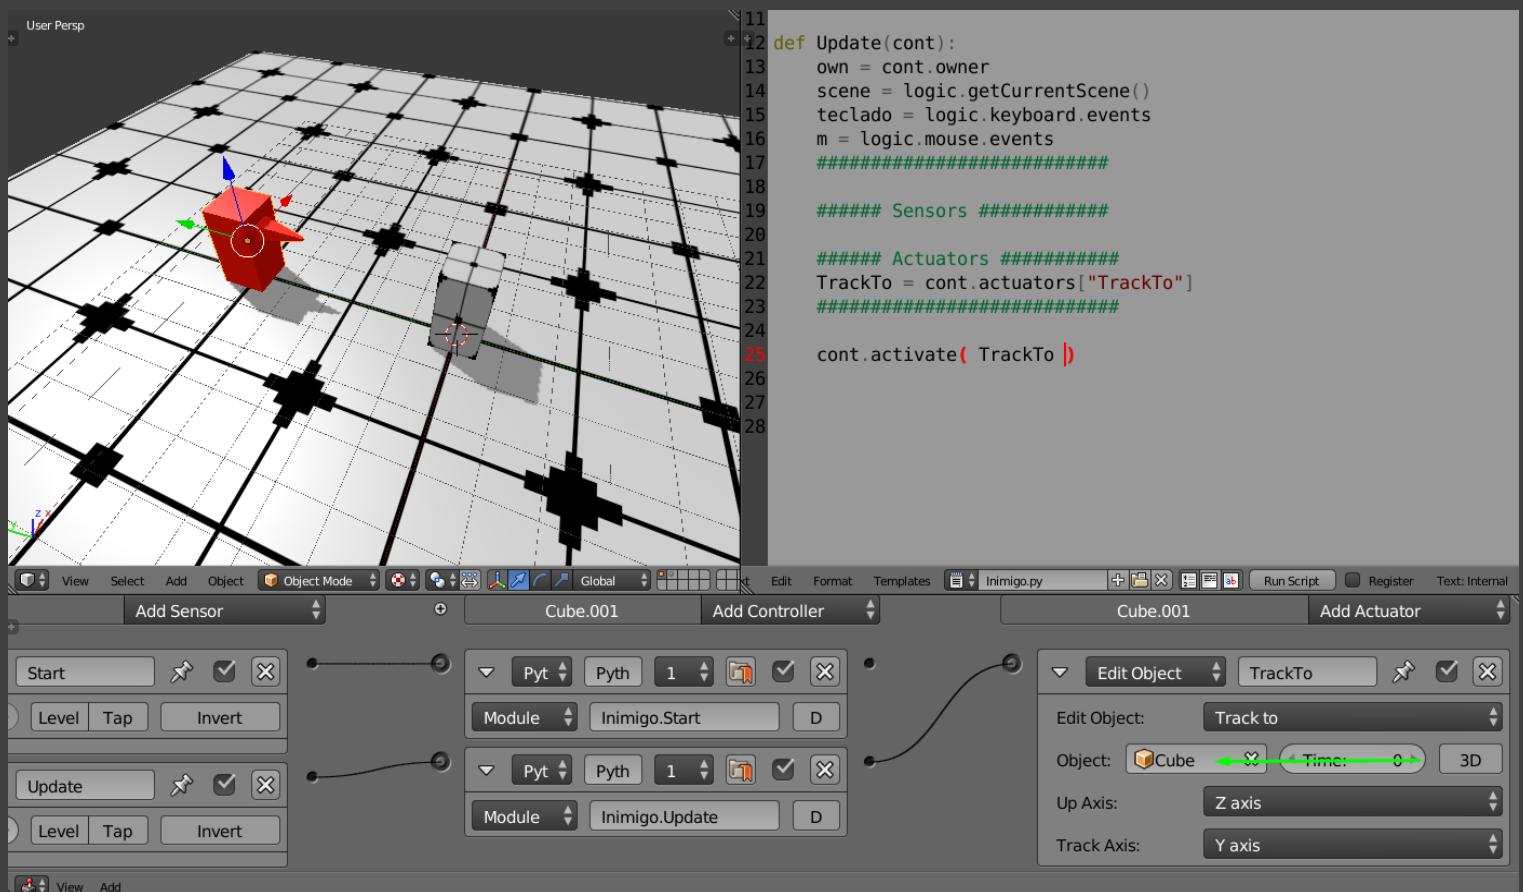 User Persp
11
12 def Update(cont):
13 own = cont.owner
14 scene = logic.getCurrentScene()
15 teclado = logic.keyboard.events
16 m = logic.mouse.events
17 ###########################
18
19 ###### Sensors ############
20
21 ###### Actuators ###########
22 TrackTo = cont.actuators["TrackTo"]
23 ############################
24
25 cont.activate( TrackTo )
26
27
28
z x
y
View Select Add Object Object Mode Global
Edit Format Templates Inimigo.py Run Script Register Text: Internal
Add Sensor Cube.001 Add Controller Cube.001 Add Actuator
Start Pyt Pyth 1 Edit Object TrackTo
Level Tap Invert Module Inimigo.Start D Edit Object: Track to
Object: Cube Time: 0 3D
Update Pyt Pyth 1
Up Axis: Z axis
Level Tap Invert Module Inimigo.Update D
Track Axis: Y axis
View Add